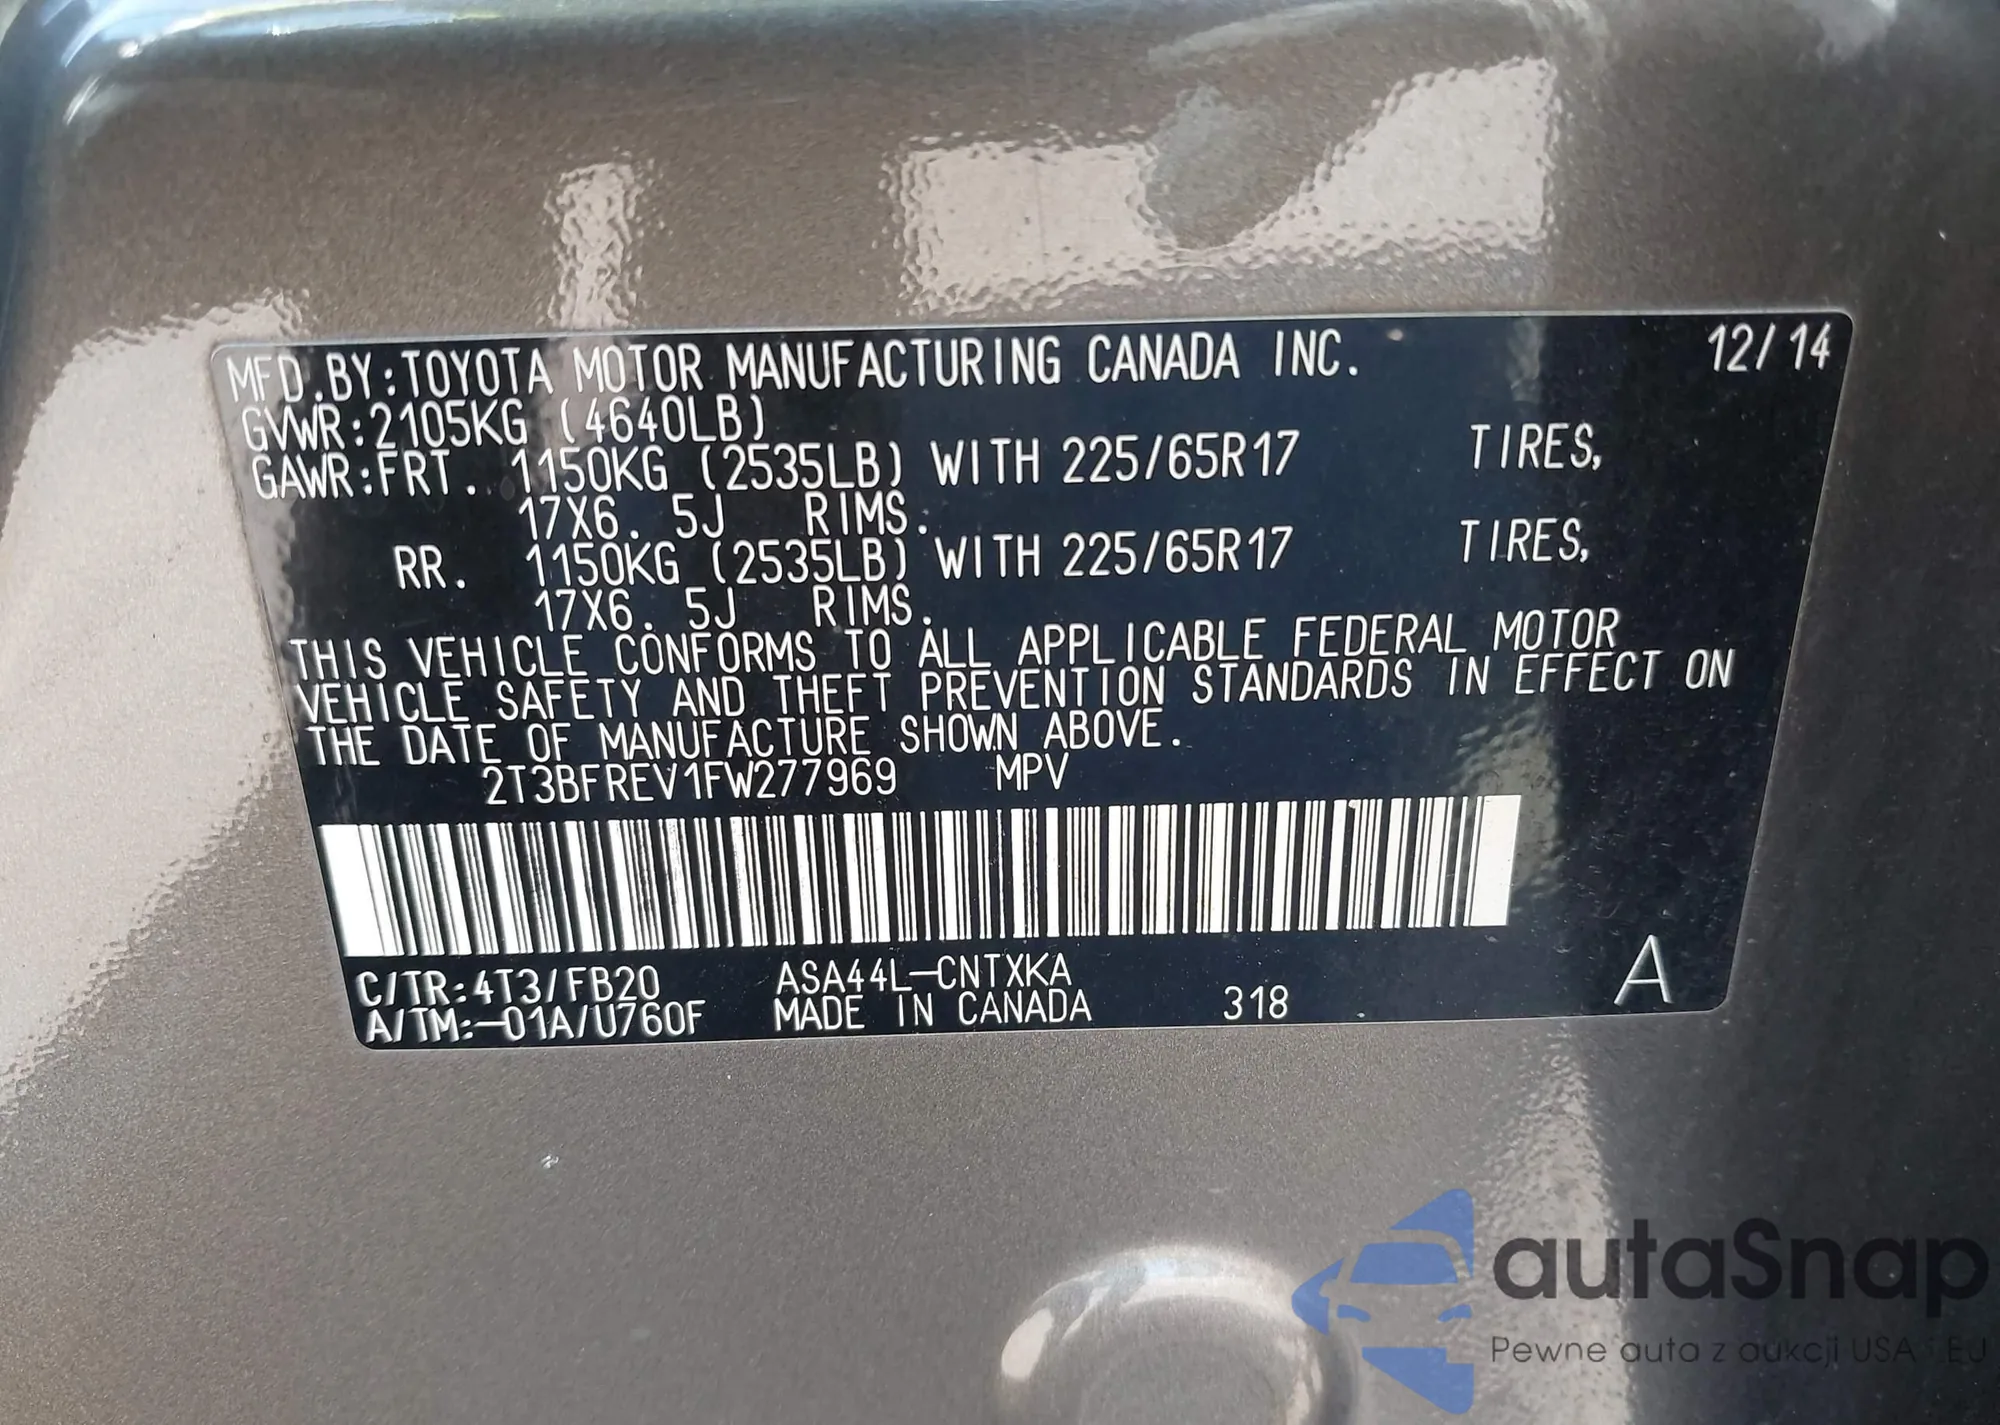 MFD.BY:TOYOTA MOTOR MANUFACTURING CANADA INC. 12/14
GVWR:2105KG (4640LB)
GAWR:FRT. 1150KG (2535LB) WITH 225/65R17 TIRES,
17X6.5J RIMS.
RR. 1150KG (2535LB) WITH 225/65R17 TIRES,
17X6.5J RIMS.
THIS VEHICLE CONFORMS TO ALL APPLICABLE FEDERAL MOTOR
VEHICLE SAFETY AND THEFT PREVENTION STANDARDS IN EFFECT ON
THE DATE OF MANUFACTURE SHOWN ABOVE.
2T3BFREV1FW277969 MPV
C/TR:4T3/FB20 ASA44L-CNTXKA
A/TM:-01A/U760F MADE IN CANADA 318 A
autaSnap
Pewne auta z aukcji USA i EU